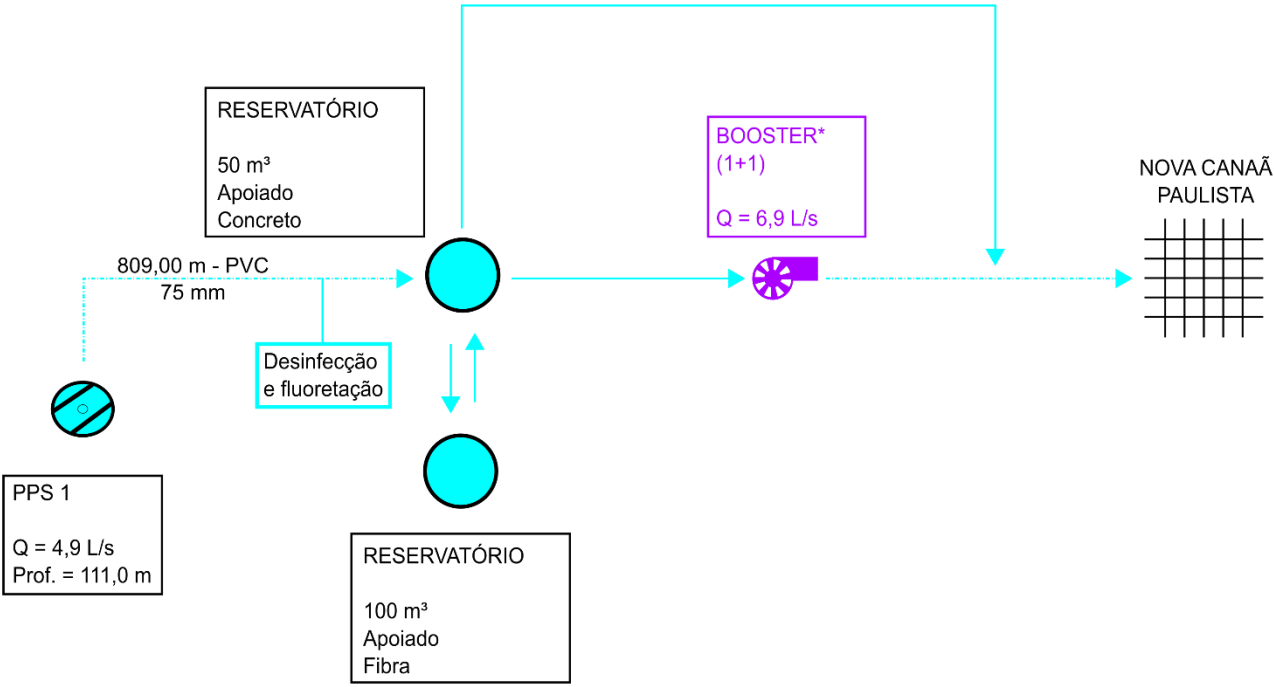 RESERVATÓRIO
50 m³
Apoiado
Concreto
BOOSTER*
(1+1)
Q = 6,9 L/s
NOVA CANAÃ
PAULISTA
809,00 m - PVC
75 mm
Desinfecção
e fluoretação
PPS 1
Q = 4,9 L/s
Prof. = 111,0 m
RESERVATÓRIO
100 m³
Apoiado
Fibra